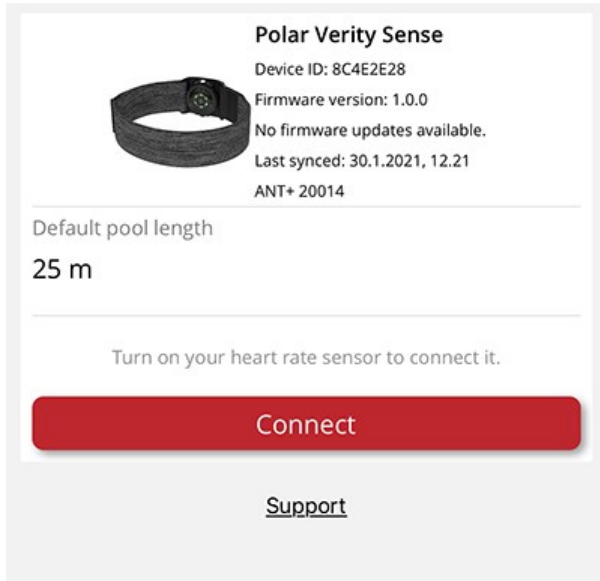 Polar Verity Sense
Device ID: 8C4E2E28
Firmware version: 1.0.0
No firmware updates available.
Last synced: 30.1.2021, 12.21
ANT+ 20014
Default pool length
25 m
Turn on your heart rate sensor to connect it.
Connect
Support